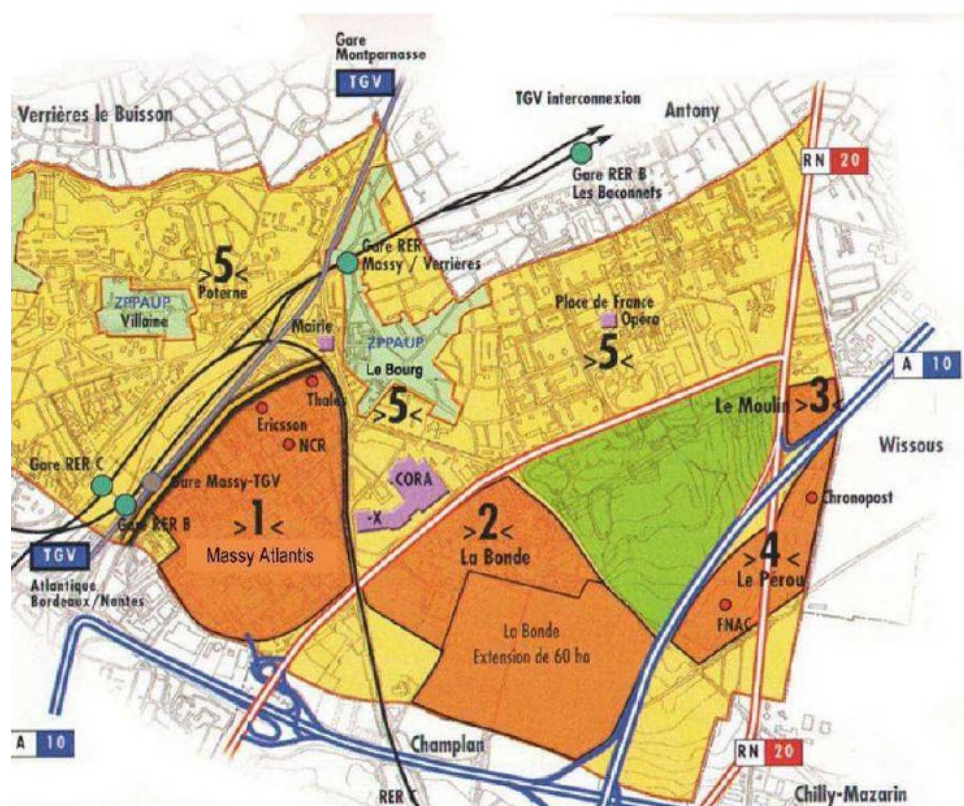 Gare
Montparnasse
TGV
Verrières le Buisson
TGV interconnexion
Antony
RN 20
Gare RER B
Les Baconnets
Gare RER
Massy / Verrières
>5<
Poterne
ZPPAUP
Villaine
Mairie
ZPPAUP
Le Bourg
>5<
Place de France
Opéra
>5<
A 10
Le Moulin >3<
Wissous
Thales
Ericsson
NCR
Gare RER C
Gare Massy-TGV
Gare RER B
CORA
-X
>1<
Massy Atlantis
>2<
La Bonde
Chronopost
>4<
Le Pérou
FNAC
TGV
Atlantique
Bordeaux/Nantes
La Bonde
Extension de 60 ha
A 10
Champlan
RN 20
RER C
Chilly-Mazarin